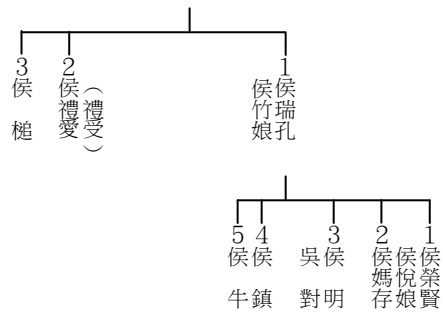 1侯瑞孔
侯竹娘
（禮受）
2侯禮愛
3侯 槌
1侯榮賢
侯悅娘
2侯媽存
3侯 明
吳 對
4侯 鎮
5侯 牛